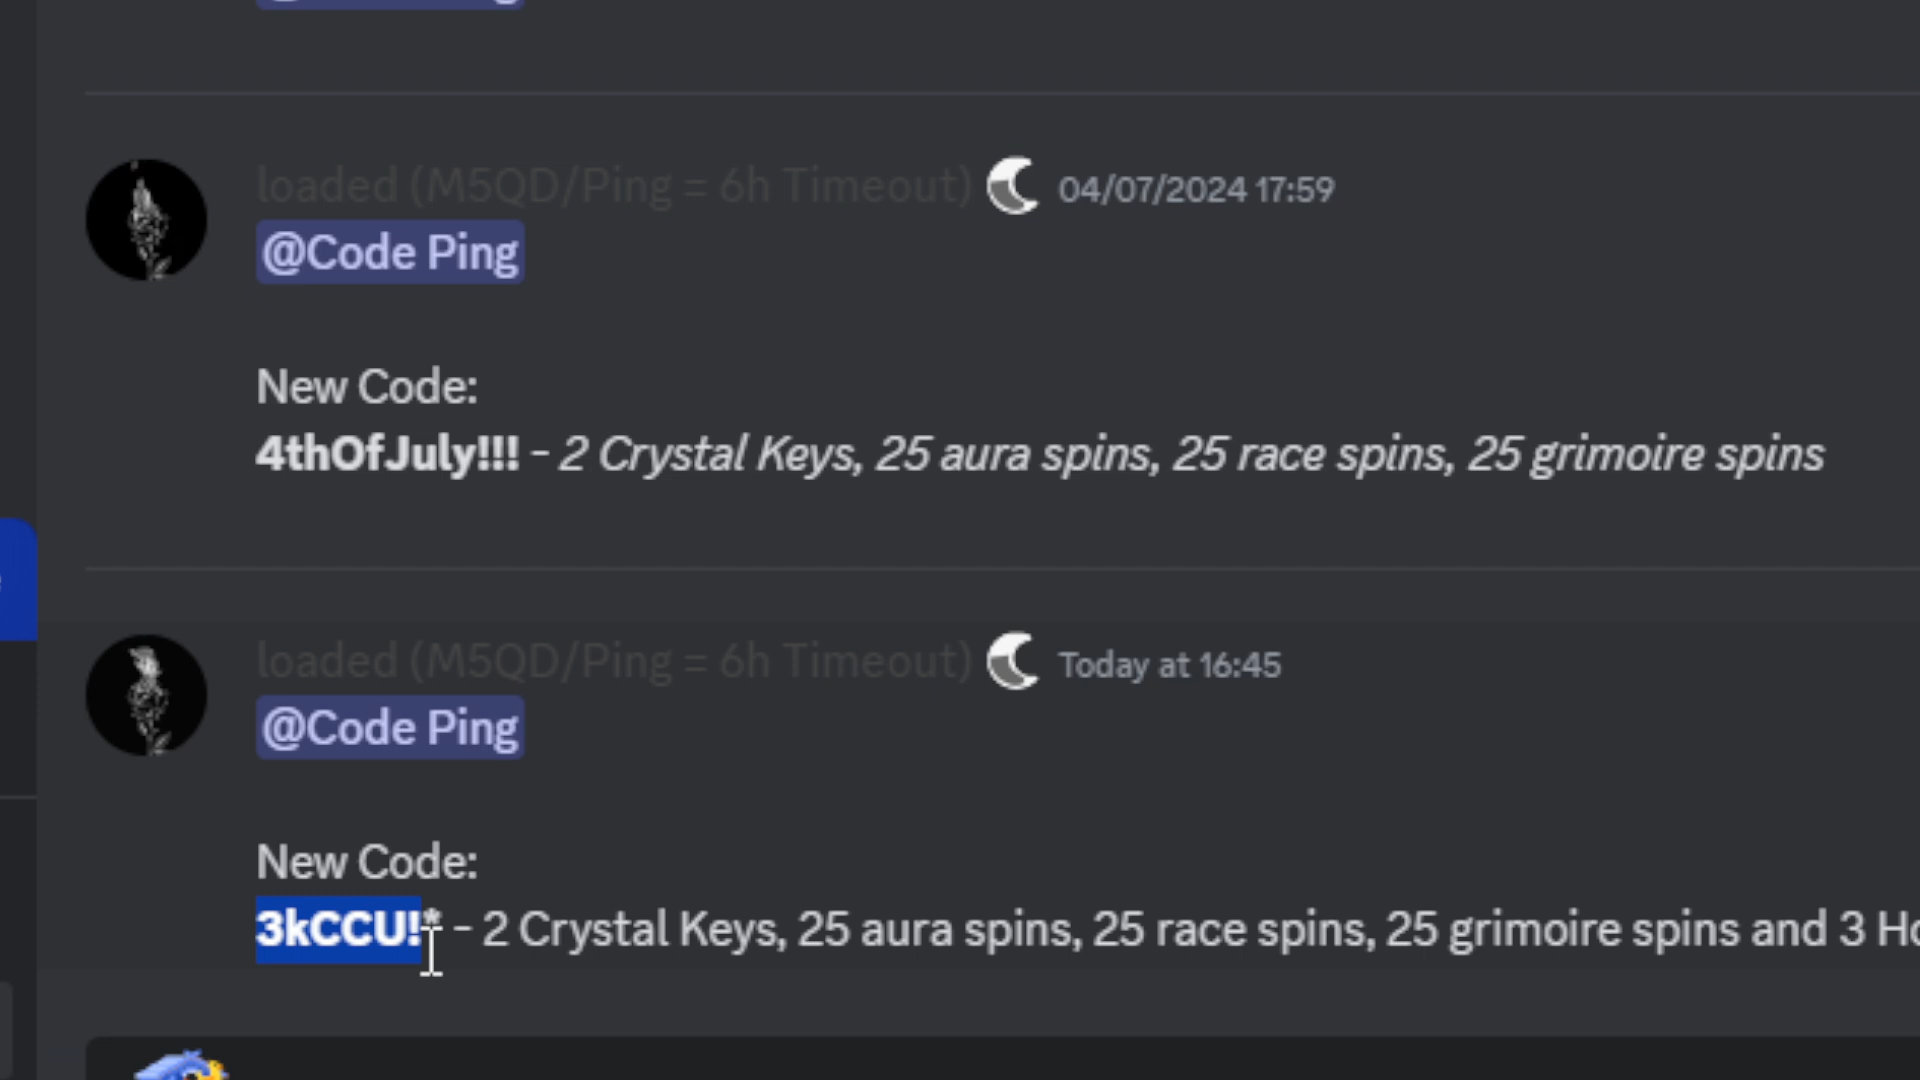 loaded (M5QD/Ping = 6h Timeout) 04/07/2024 17:59
@Code Ping
New Code:
4thOfJuly!!! - 2 Crystal Keys, 25 aura spins, 25 race spins, 25 grimoire spins
loaded (M5QD/Ping = 6h Timeout) Today at 16:45
@Code Ping
New Code:
3kCCU!* - 2 Crystal Keys, 25 aura spins, 25 race spins, 25 grimoire spins and 3